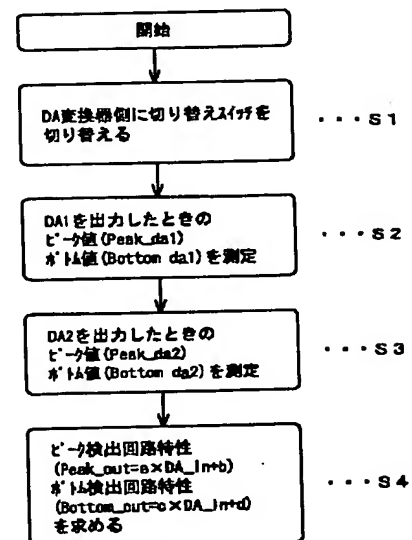 開始
DA変換器側に切り替えスイッチを
切り替える
・・・S1
DA1を出力したときの
ピーク値(Peak_da1)
ボトム値(Bottom da1)を測定
・・・S2
DA2を出力したときの
ピーク値(Peak_da2)
ボトム値(Bottom da2)を測定
・・・S3
ピーク検出回路特性
(Peak_out=a×DA_in+b)
ボトム検出回路特性
(Bottom_out=c×DA_in+d)
を求める
・・・S4